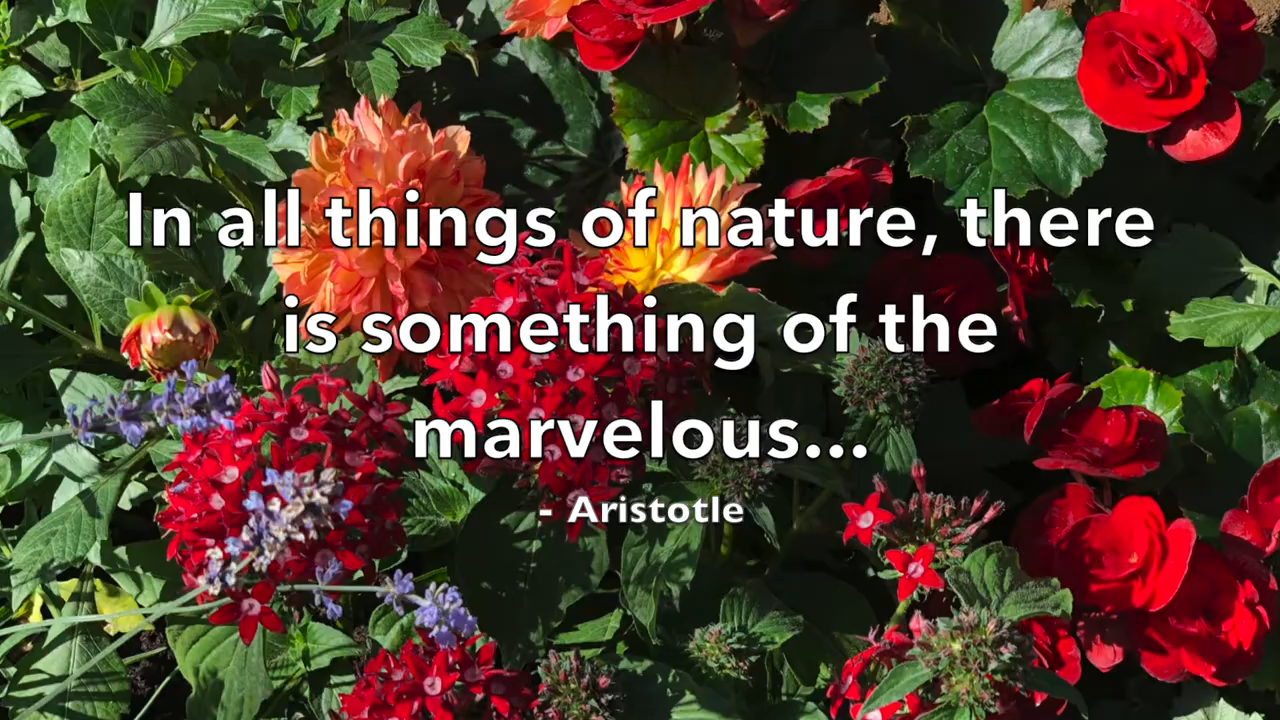 In all things of nature, there
is something of the
marvelous...
- Aristotle